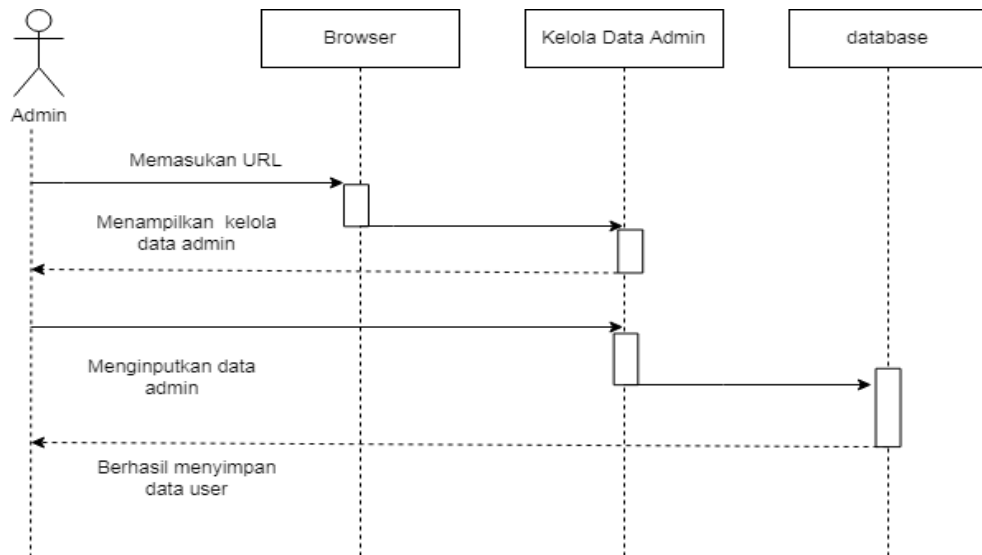 Browser
Kelola Data Admin
database
Admin
Memasukan URL
Menampilkan kelola
data admin
Menginputkan data
admin
Berhasil menyimpan
data user